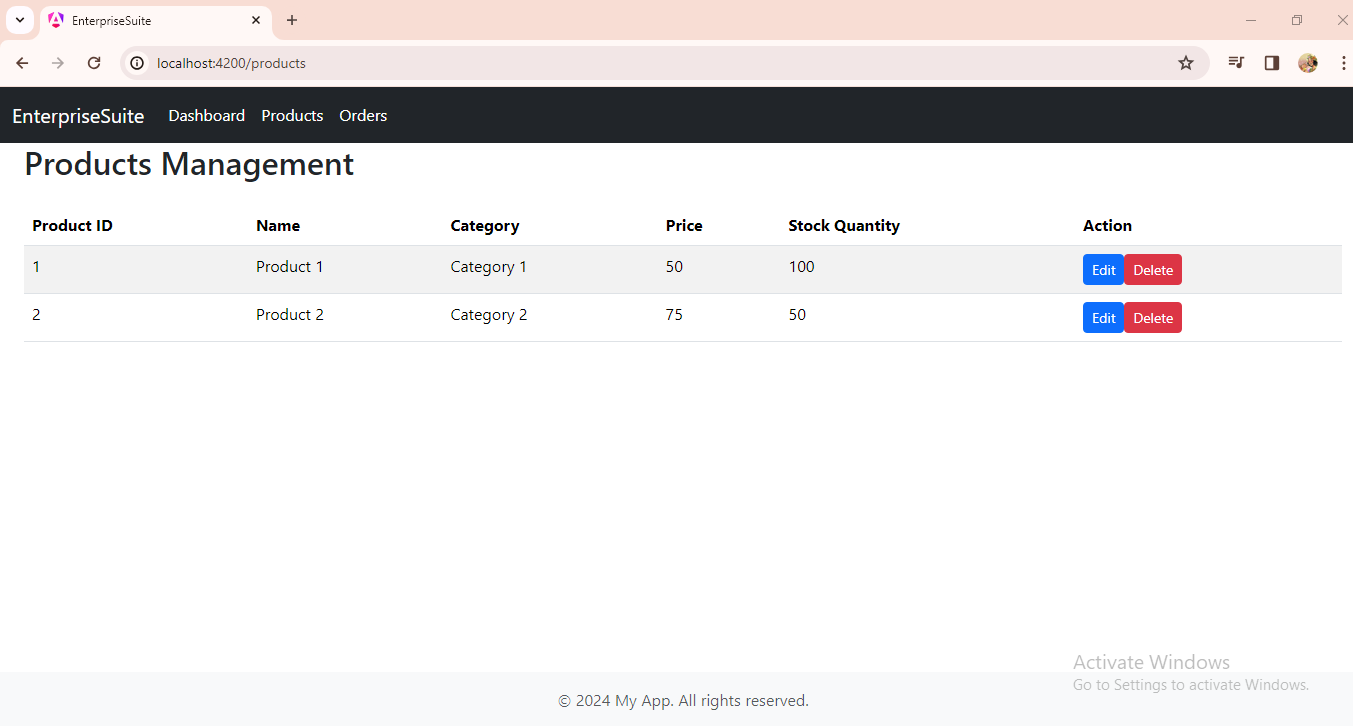 EnterpriseSuite
localhost:4200/products
EnterpriseSuite Dashboard Products Orders
Products Management
Product ID Name Category Price Stock Quantity Action
1 Product 1 Category 1 50 100 Edit Delete
2 Product 2 Category 2 75 50 Edit Delete
Activate Windows
Go to Settings to activate Windows.
© 2024 My App. All rights reserved.